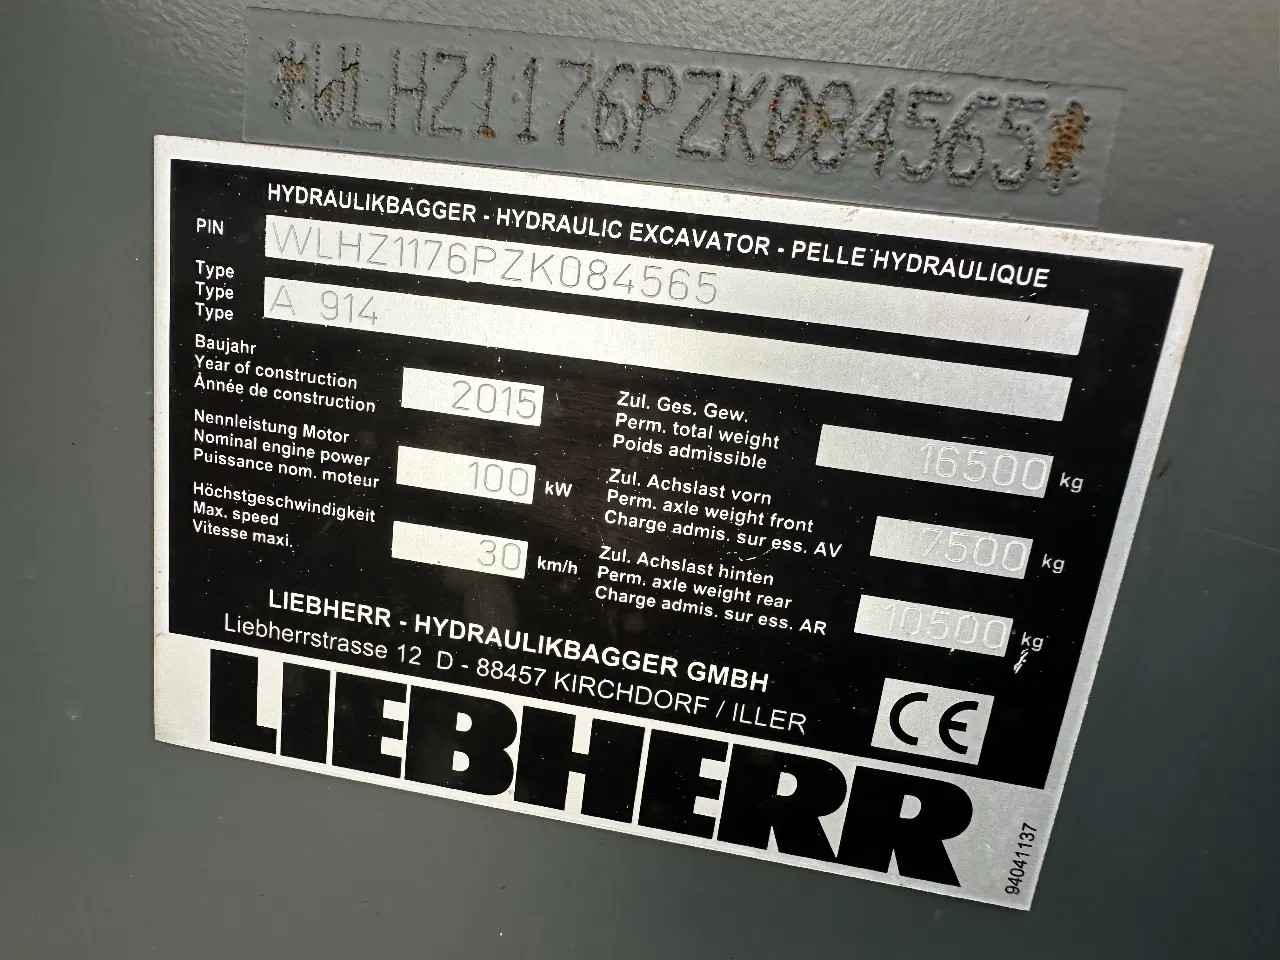 *WLHZ1176PZK084565*
HYDRAULIKBAGGER - HYDRAULIC EXCAVATOR - PELLE HYDRAULIQUE
PIN WLHZ1176PZK084565
Type
Type A 914
Type
Baujahr
Year of construction 2015
Année de construction
Nennleistung Motor
Nominal engine power 100 kW
Puissance nom. moteur
Höchstgeschwindigkeit
Max. speed 30 km/h
Vitesse maxi.
Zul. Ges. Gew.
Perm. total weight 16500 kg
Poids admissible
Zul. Achslast vorn
Perm. axle weight front 7500 kg
Charge admis. sur ess. AV
Zul. Achslast hinten
Perm. axle weight rear 10500 kg
Charge admis. sur ess. AR
LIEBHERR - HYDRAULIKBAGGER GMBH
Liebherrstrasse 12 D - 88457 KIRCHDORF / ILLER
CE
LIEBHERR
94041137